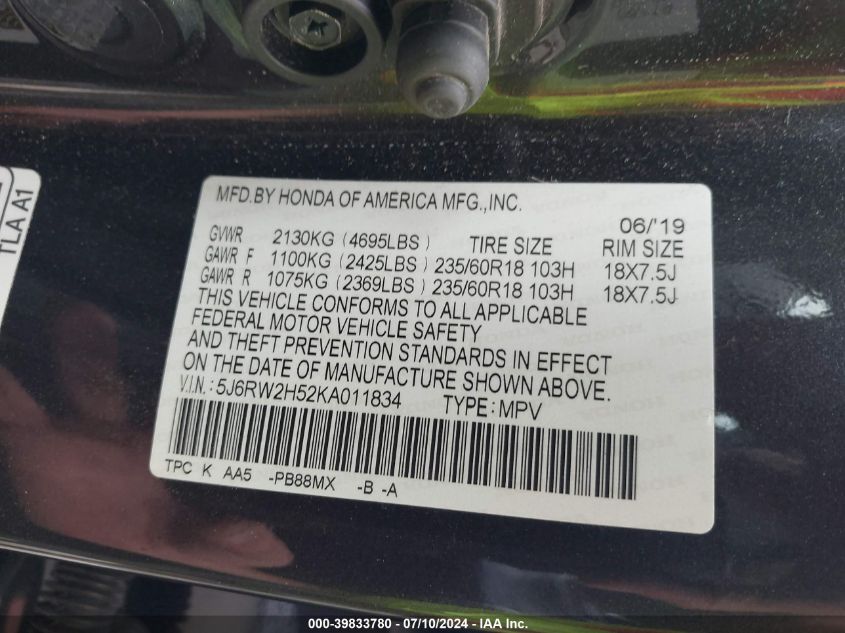 TLA A1
MFD.BY HONDA OF AMERICA MFG.,INC.
06/'19
GVWR 2130KG (4695LBS) TIRE SIZE RIM SIZE
GAWR F 1100KG (2425LBS) 235/60R18 103H 18X7.5J
GAWR R 1075KG (2369LBS) 235/60R18 103H 18X7.5J
THIS VEHICLE CONFORMS TO ALL APPLICABLE
FEDERAL MOTOR VEHICLE SAFETY
AND THEFT PREVENTION STANDARDS IN EFFECT
ON THE DATE OF MANUFACTURE SHOWN ABOVE.
V.I.N.: 5J6RW2H52KA011834 TYPE: MPV
TPC K AA5 -PB88MX -B -A
000-39833780 - 07/10/2024 - IAA Inc.